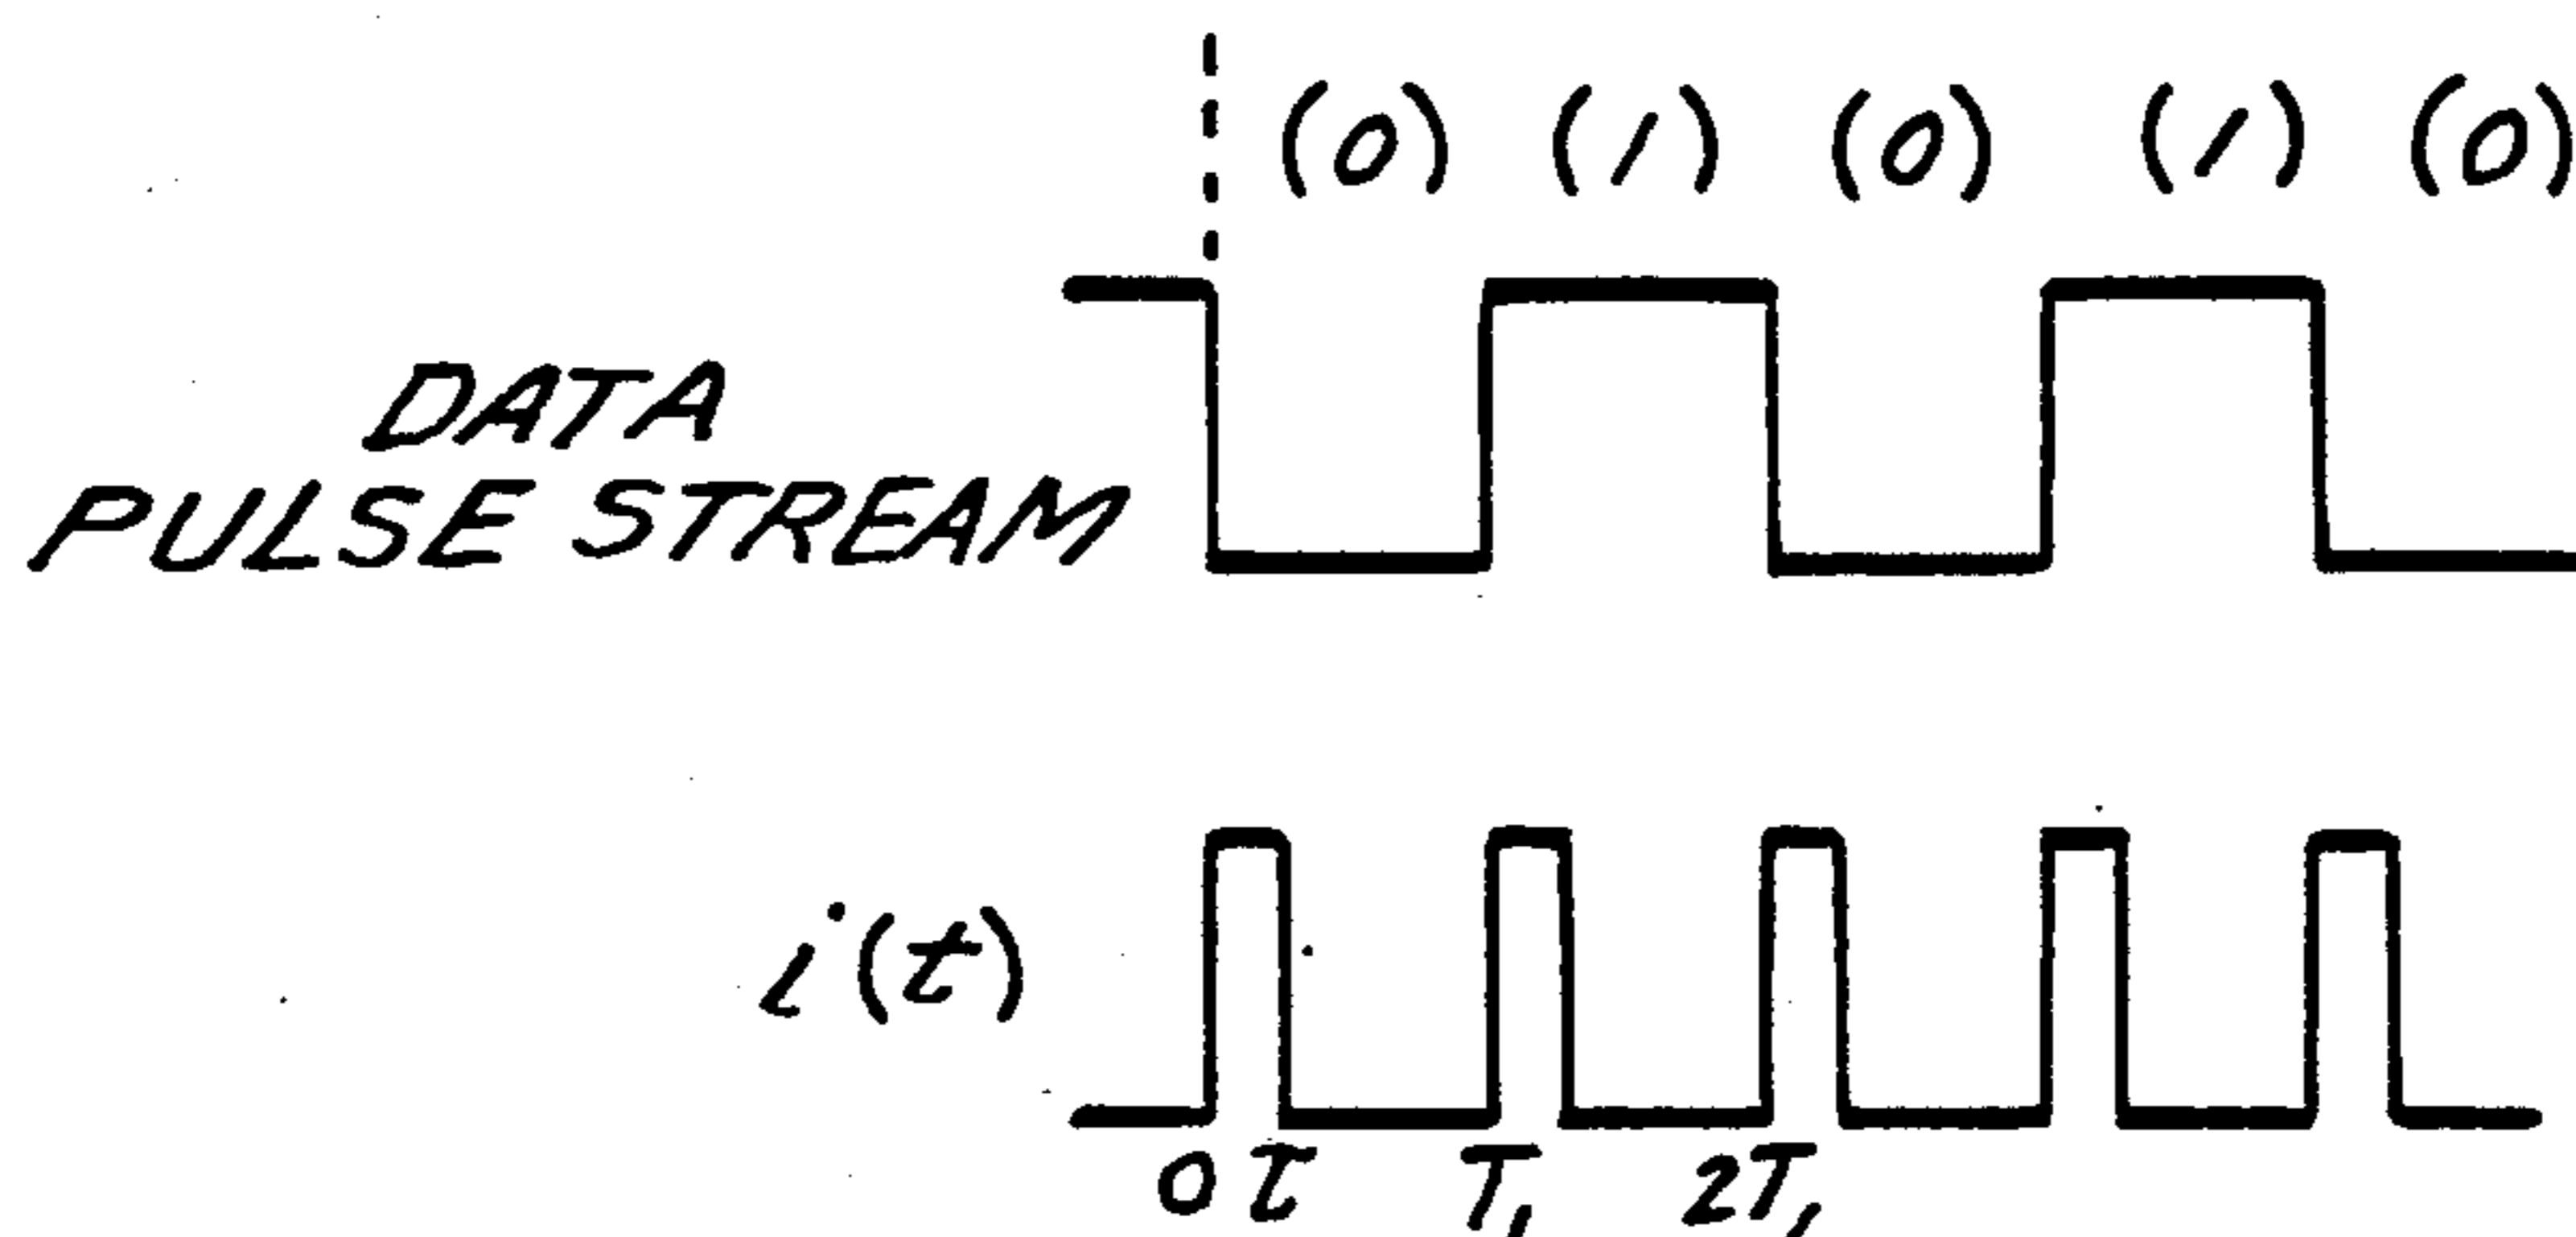 (0) (1) (0) (1) (0)
DATA
PULSE STREAM
i(t)
0 τ T₁ 2T₁